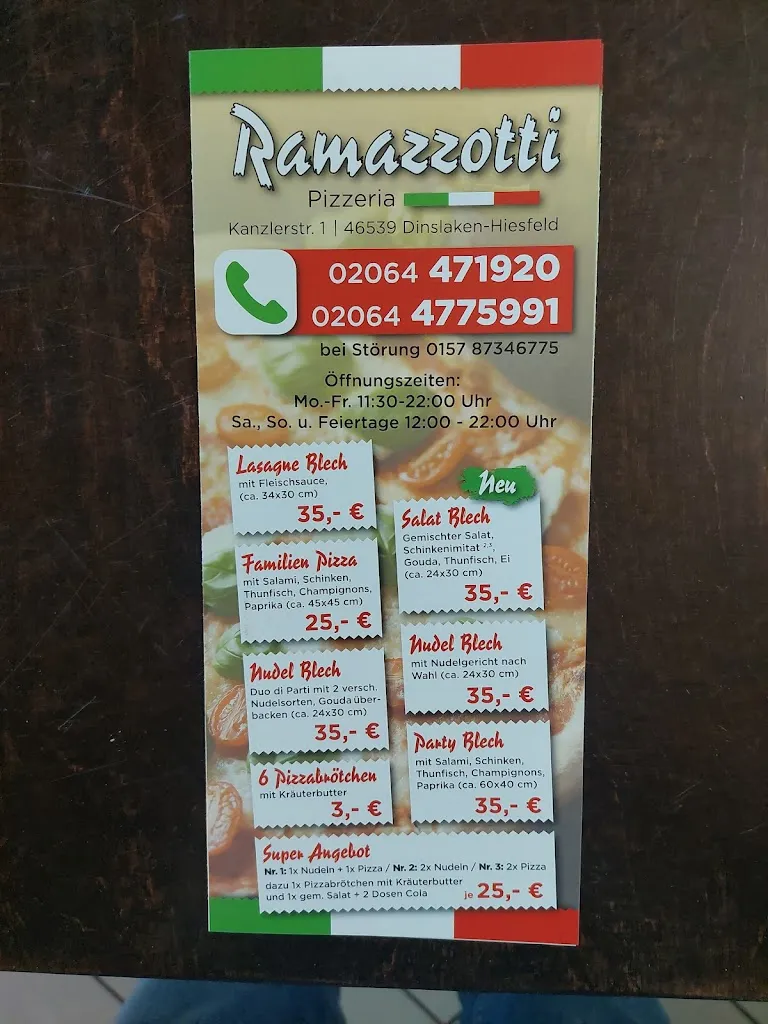 Ramazzotti
Pizzeria
Kanzlerstr. 1 | 46539 Dinslaken-Hiesfeld
02064 471920
02064 4775991
bei Störung 0157 87346775
Öffnungszeiten:
Mo.-Fr. 11:30-22:00 Uhr
Sa., So. u. Feiertage 12:00 - 22:00 Uhr
Lasagne Blech
mit Fleischsauce,
(ca. 34x30 cm)
35,- €
Familien Pizza
mit Salami, Schinken,
Thunfisch, Champignons,
Paprika (ca. 45x45 cm)
25,- €
Nudel Blech
Duo di Parti mit 2 versch.
Nudelsorten, Gouda über-
backen (ca. 24x30 cm)
35,- €
6 Pizzabrötchen
mit Kräuterbutter
3,- €
Neu
Salat Blech
Gemischter Salat,
Schinkenimitat 2,3,
Gouda, Thunfisch, Ei
(ca. 24x30 cm)
35,- €
Nudel Blech
mit Nudelgericht nach
Wahl (ca. 24x30 cm)
35,- €
Party Blech
mit Salami, Schinken,
Thunfisch, Champignons,
Paprika (ca. 60x40 cm)
35,- €
Super Angebot
Nr. 1: 1x Nudeln + 1x Pizza / Nr. 2: 2x Nudeln / Nr. 3: 2x Pizza
dazu 1x Pizzabrötchen mit Kräuterbutter
und 1x gem. Salat + 2 Dosen Cola
je 25,- €